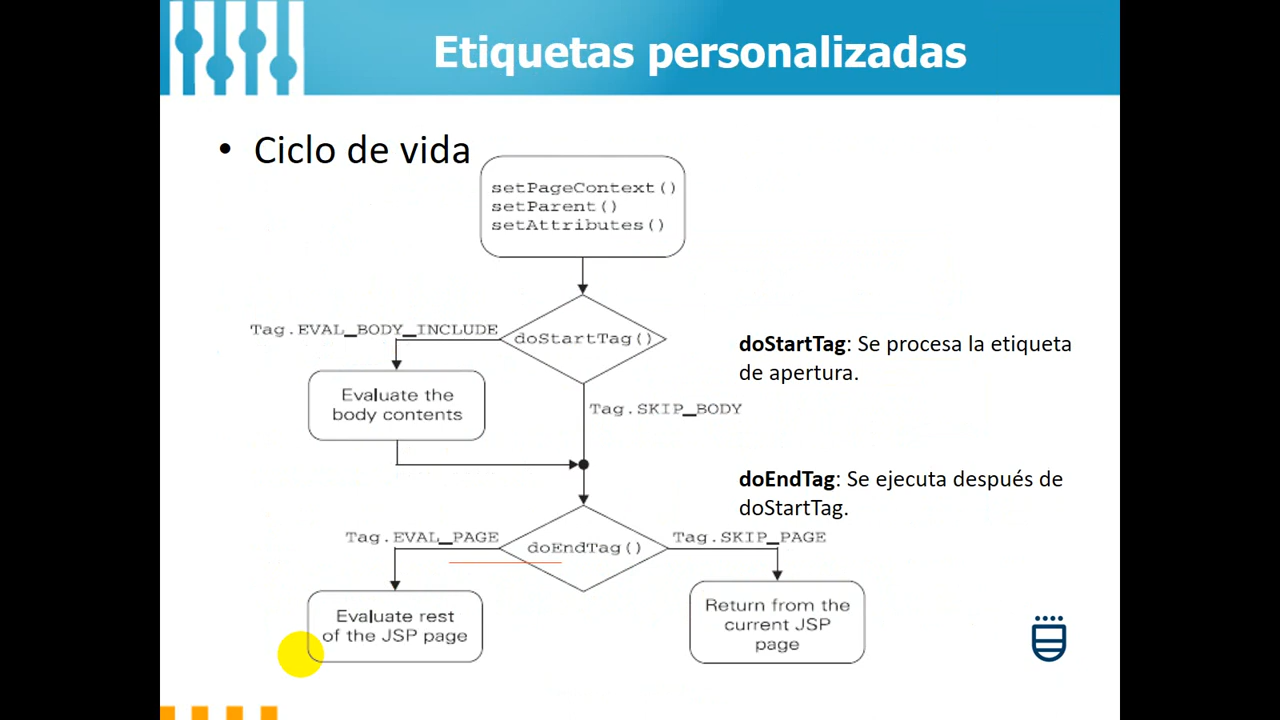 Etiquetas personalizadas
• Ciclo de vida
setPageContext()
setParent()
setAttributes()
Tag.EVAL_BODY_INCLUDE
doStartTag()
doStartTag: Se procesa la etiqueta
de apertura.
Evaluate the
body contents
Tag.SKIP_BODY
doEndTag: Se ejecuta después de
doStartTag.
Tag.EVAL_PAGE
doEndTag()
Tag.SKIP_PAGE
Evaluate rest
of the JSP page
Return from the
current JSP
page